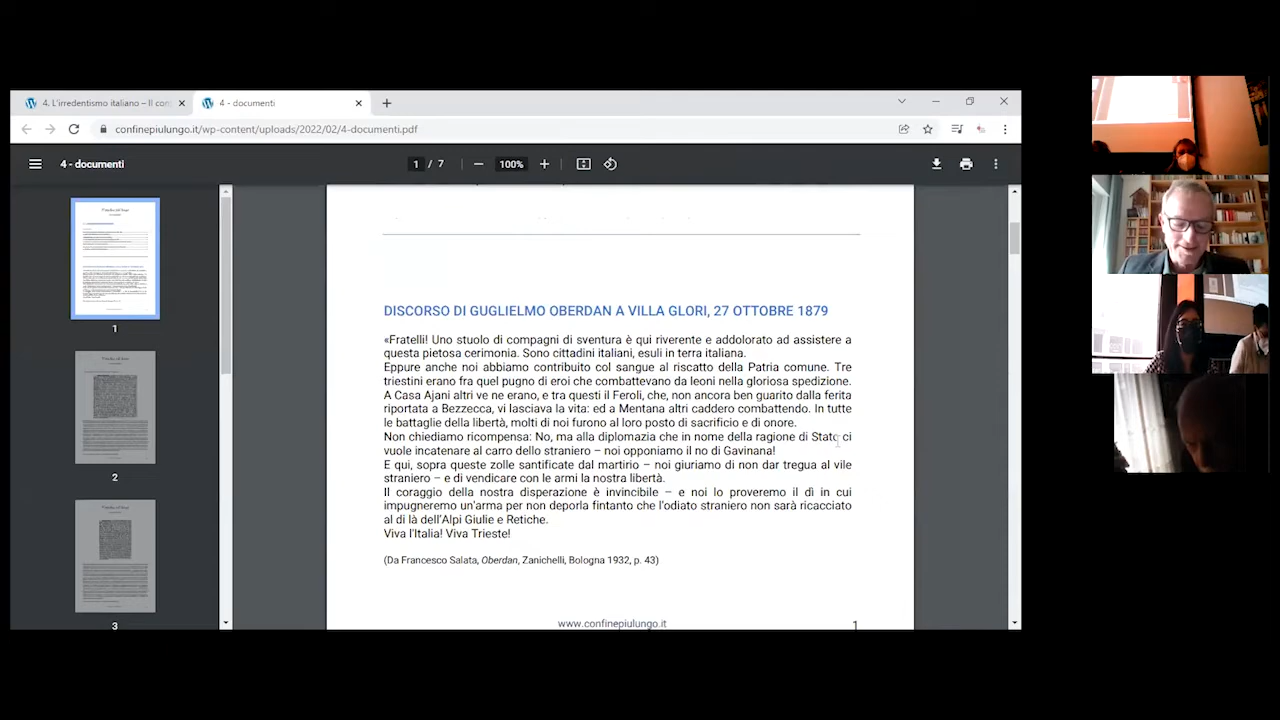 4. L'irredentismo italiano – Il con
4 - documenti
confinepiulungo.it/wp-content/uploads/2022/02/4-documenti.pdf
4 - documenti
1 / 7
100%
1
2
3
DISCORSO DI GUGLIELMO OBERDAN A VILLA GLORI, 27 OTTOBRE 1879
«Fratelli! Uno stuolo di compagni di sventura è qui riverente e addolorato ad assistere a
questa pietosa cerimonia. Sono cittadini italiani, esuli in terra italiana.
Eppure anche noi abbiamo contribuito col sangue al riscatto della Patria comune. Tre
triestini erano fra quel pugno di eroi che combattevano da leoni nella gloriosa spedizione.
A Casa Ajani altri ve ne erano, e tra questi il Feroli, che, non ancora ben guarito dalla ferita
riportata a Bezzecca, vi lasciava la vita: ed a Mentana altri caddero combattendo. In tutte
le battaglie della libertà, molti di noi furono al loro posto di sacrificio e di onore.
Non chiediamo ricompensa: No, ma alla diplomazia che in nome della ragione di Stato ci
vuole incatenare al carro dello straniero – noi opponiamo il no di Gavinana!
E qui, sopra queste zolle santificate dal martirio – noi giuriamo di non dar tregua al vile
straniero – e di vendicare con le armi la nostra libertà.
Il coraggio della nostra disperazione è invincibile – e noi lo proveremo il dì in cui
impugneremo un'arma per non deporla fintanto che l'odiato straniero non sarà ricacciato
al di là dell'Alpi Giulie e Retiche.
Viva l'Italia! Viva Trieste!
(Da Francesco Salata, Oberdan, Zanichelli, Bologna 1932, p. 43)
www.confinepiulungo.it
1